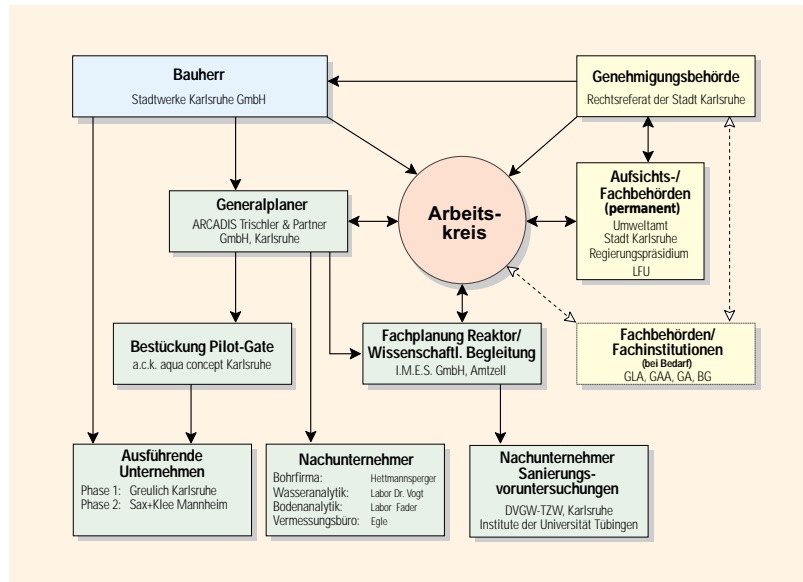 Bauherr
Stadtwerke Karlsruhe GmbH
Genehmigungsbehörde
Rechtsreferat der Stadt Karlsruhe
Arbeits-
kreis
Aufsichts-/
Fachbehörden
(permanent)
Umweltamt
Stadt Karlsruhe
Regierungspräsidium
LFU
Generalplaner
ARCADIS Trischler & Partner
GmbH, Karlsruhe
Bestückung Pilot-Gate
a.c.k. aqua concept Karlsruhe
Fachplanung Reaktor/
Wissenschaftl. Begleitung
I.M.E.S. GmbH, Amtzell
Fachbehörden/
Fachinstitutionen
(bei Bedarf)
GLA, GAA, GA, BG
Ausführende
Unternehmen
Phase 1: Greulich Karlsruhe
Phase 2: Sax+Klee Mannheim
Nachunternehmer
Bohrfirma: Hettmannsperger
Wasseranalytik: Labor Dr. Vogt
Bodenanalytik: Labor Fader
Vermessungsbüro: Egle
Nachunternehmer
Sanierungs-
voruntersuchungen
DVGW-TZW, Karlsruhe
Institute der Universität Tübingen